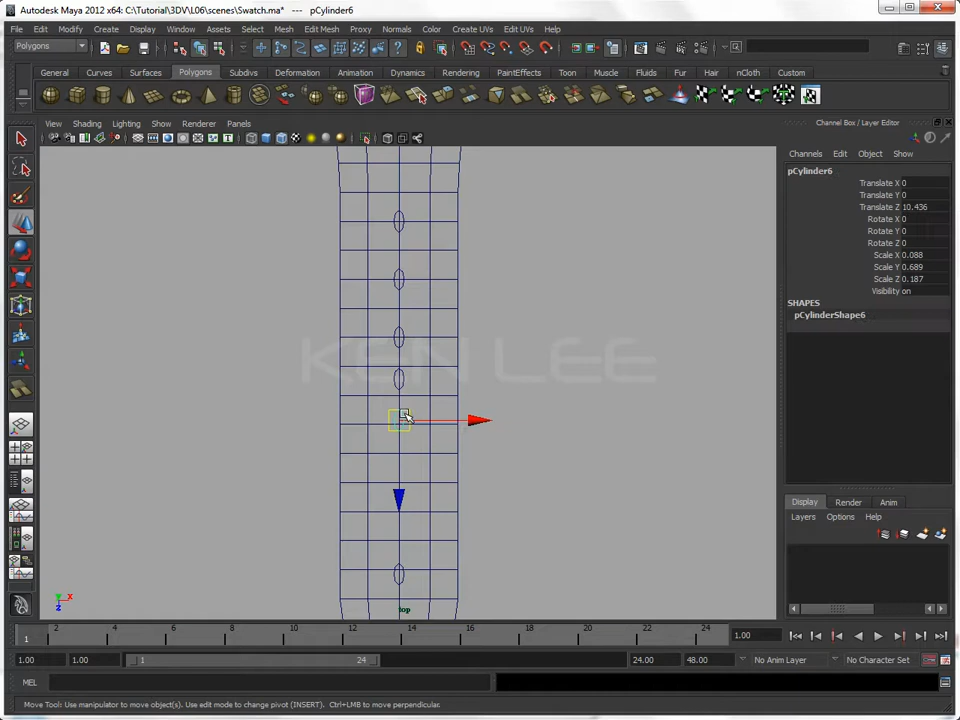 Autodesk Maya 2012 x64: C:\Tutorial\3DV\L06\scenes\Swatch.ma* --- pCylinder6
File Edit Modify Create Display Window Assets Select Mesh Edit Mesh Proxy Normals Color Create UVs Edit UVs Help
Polygons
General Curves Surfaces Polygons Subdivs Deformation Animation Dynamics Rendering PaintEffects Toon Muscle Fluids Fur Hair nCloth Custom
View Shading Lighting Show Renderer Panels
Channel Box / Layer Editor
Channels Edit Object Show
pCylinder6
Translate X 0
Translate Y 0
Translate Z 10.436
Rotate X 0
Rotate Y 0
Rotate Z 0
Scale X 0.088
Scale Y 0.689
Scale Z 0.187
Visibility on
SHAPES
pCylinderShape6
KEN LEE
Display Render Anim
Layers Options Help
z x
top
1 2 4 6 8 10 12 14 16 18 20 22 24 1.00
1.00 1.00 1 24 24.00 48.00 No Anim Layer No Character Set
MEL
Move Tool: Use manipulator to move object(s). Use edit mode to change pivot (INSERT). Ctrl+LMB to move perpendicular.